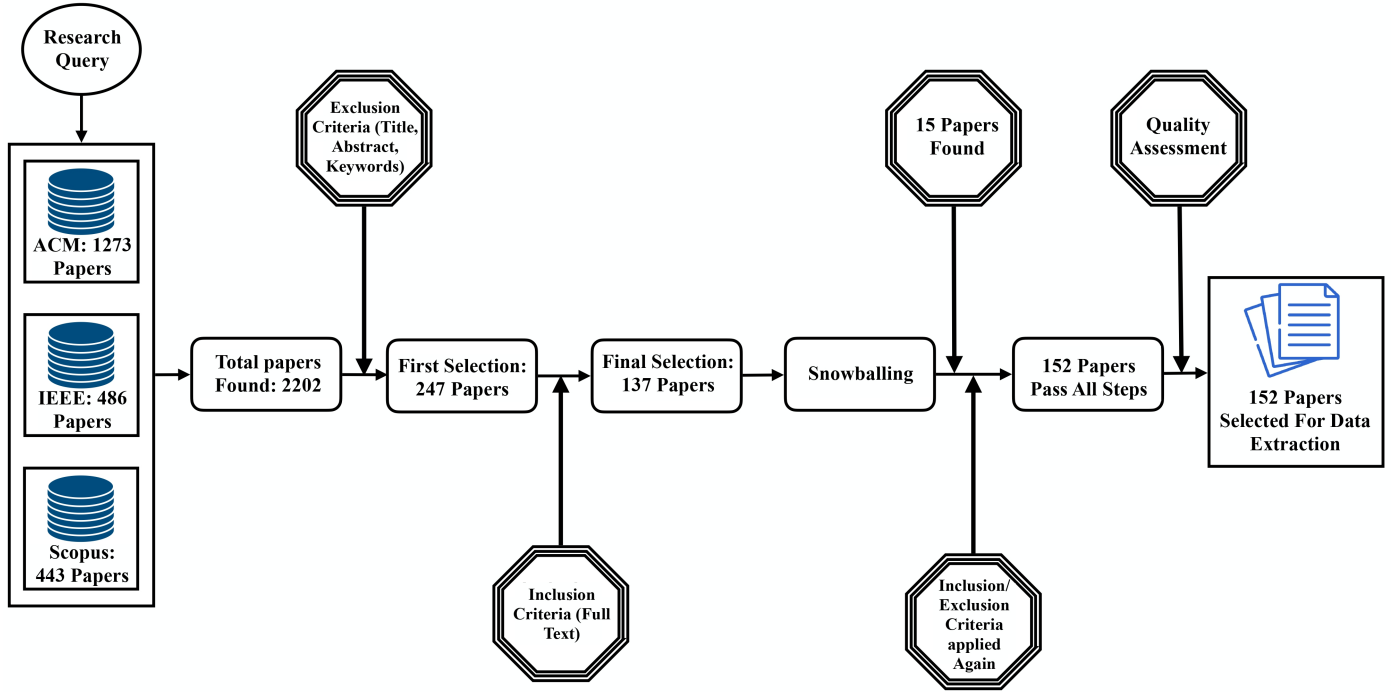 Research
Query
ACM: 1273
Papers
IEEE: 486
Papers
Scopus:
443 Papers
Total papers
Found: 2202
Exclusion
Criteria (Title,
Abstract,
Keywords)
First Selection:
247 Papers
Inclusion
Criteria (Full
Text)
Final Selection:
137 Papers
Snowballing
15 Papers
Found
Inclusion/
Exclusion
Criteria
applied
Again
152 Papers
Pass All Steps
Quality
Assessment
152 Papers
Selected For Data
Extraction